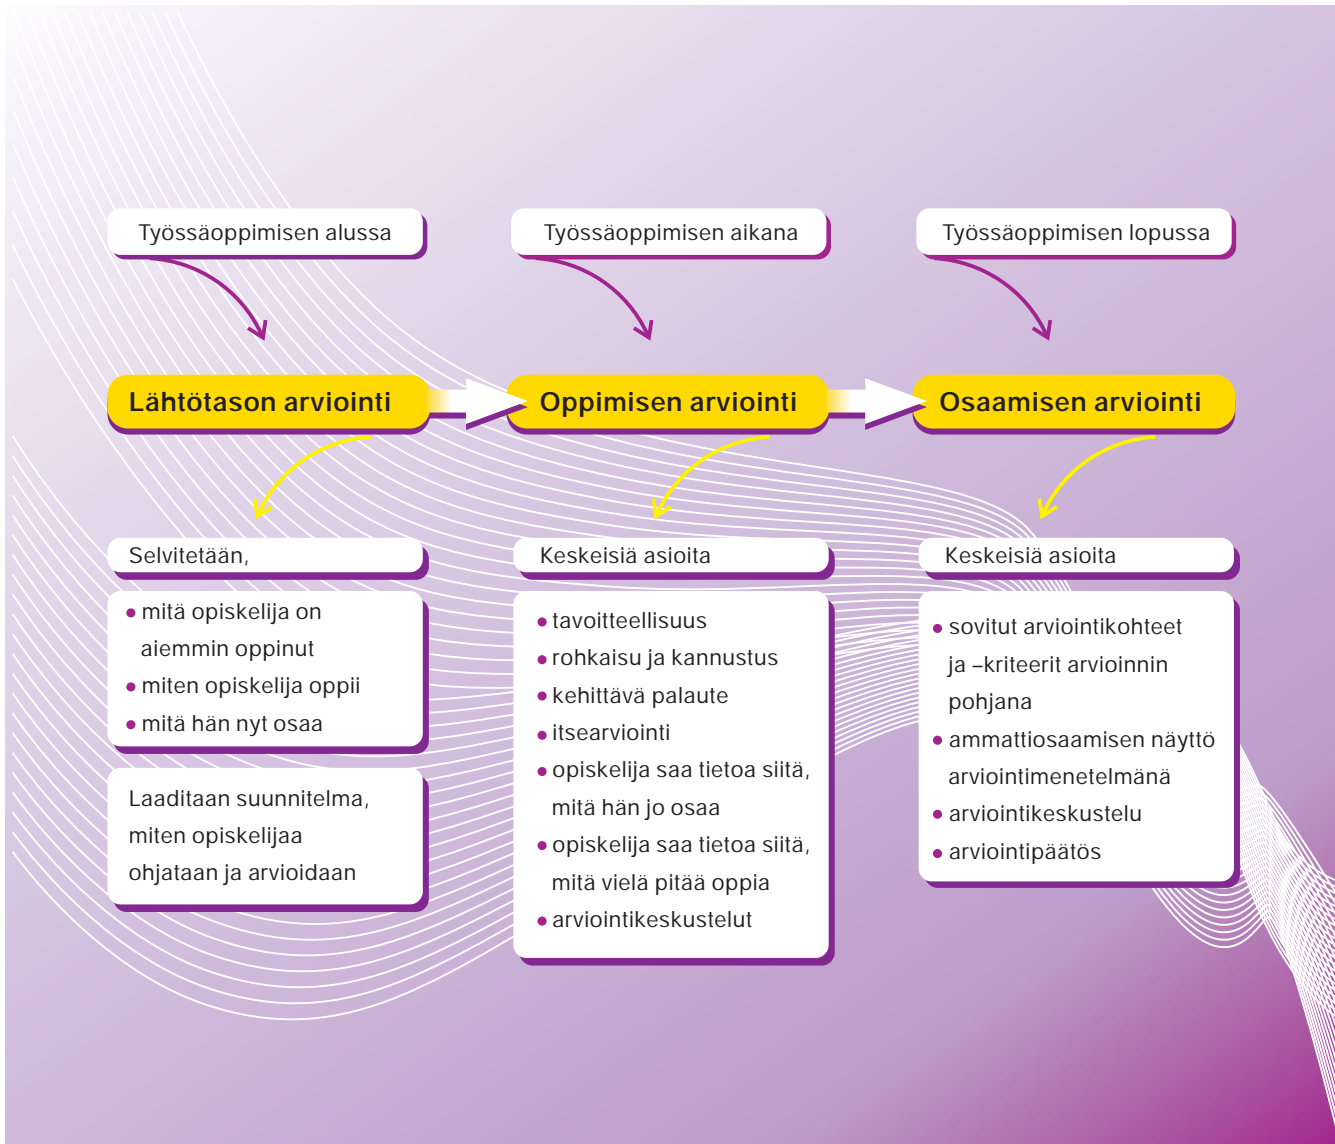 Työssäoppimisen alussa
Työssäoppimisen aikana
Työssäoppimisen lopussa
Lähtötason arviointi
Oppimisen arviointi
Osaamisen arviointi
Selvitetään,
• mitä opiskelija on
aiemmin oppinut
• miten opiskelija oppii
• mitä hän nyt osaa
Laaditaan suunnitelma,
miten opiskelijaa
ohjataan ja arvioidaan
Keskeisiä asioita
• tavoitteellisuus
• rohkaisu ja kannustus
• kehittävä palaute
• itsearviointi
• opiskelija saa tietoa siitä,
mitä hän jo osaa
• opiskelija saa tietoa siitä,
mitä vielä pitää oppia
• arviointikeskustelut
Keskeisiä asioita
• sovitut arviointikohteet
ja –kriteerit arvioinnin
pohjana
• ammattiosaamisen näyttö
arviointimenetelmänä
• arviointikeskustelu
• arviointipäätös